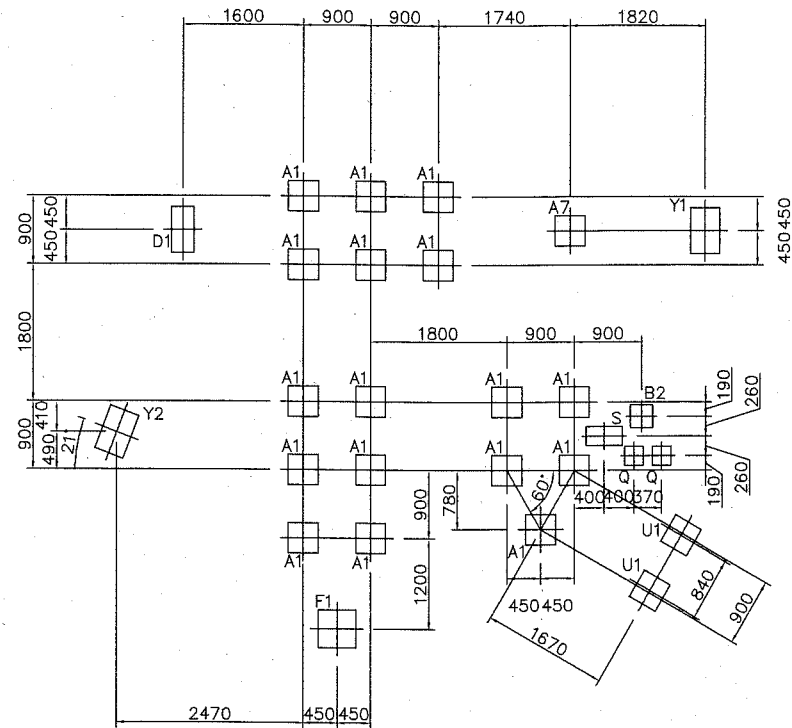 1600 900 900 1740 1820
A1 A1 A1
A7 Y1
D1
900 450 450
450 450
A1 A1 A1
1800
1800 900 900
A1 A1 A1 A1 B2
190 260
Y2 S
900 410 490 21
A1 A1 A1 A1
Q Q
190 260
400 400 370
60°
780 900
A1 A1 A1
U1
U1
1200
450 450
840 900
F1
1670
2470 450 450